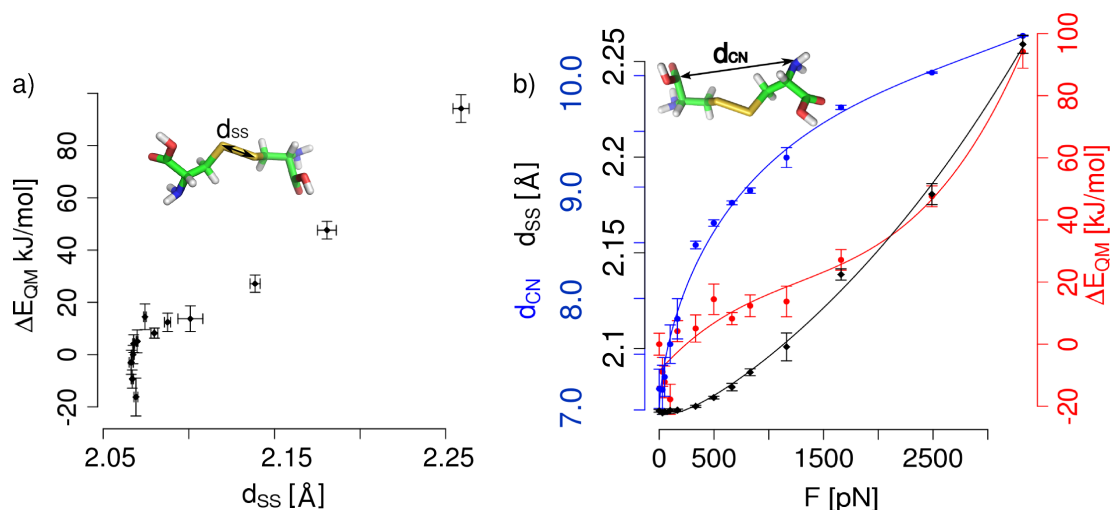 a)
ΔE_QM kJ/mol
80
60
40
20
0
-20
d_SS
2.05
2.15
2.25
d_SS [Å]
b)
d_CN
d_SS [Å]
10.0
9.0
8.0
7.0
2.25
2.2
2.15
2.1
d_CN
100
80
60
40
20
0
-20
ΔE_QM [kJ/mol]
0
500
1500
2500
F [pN]